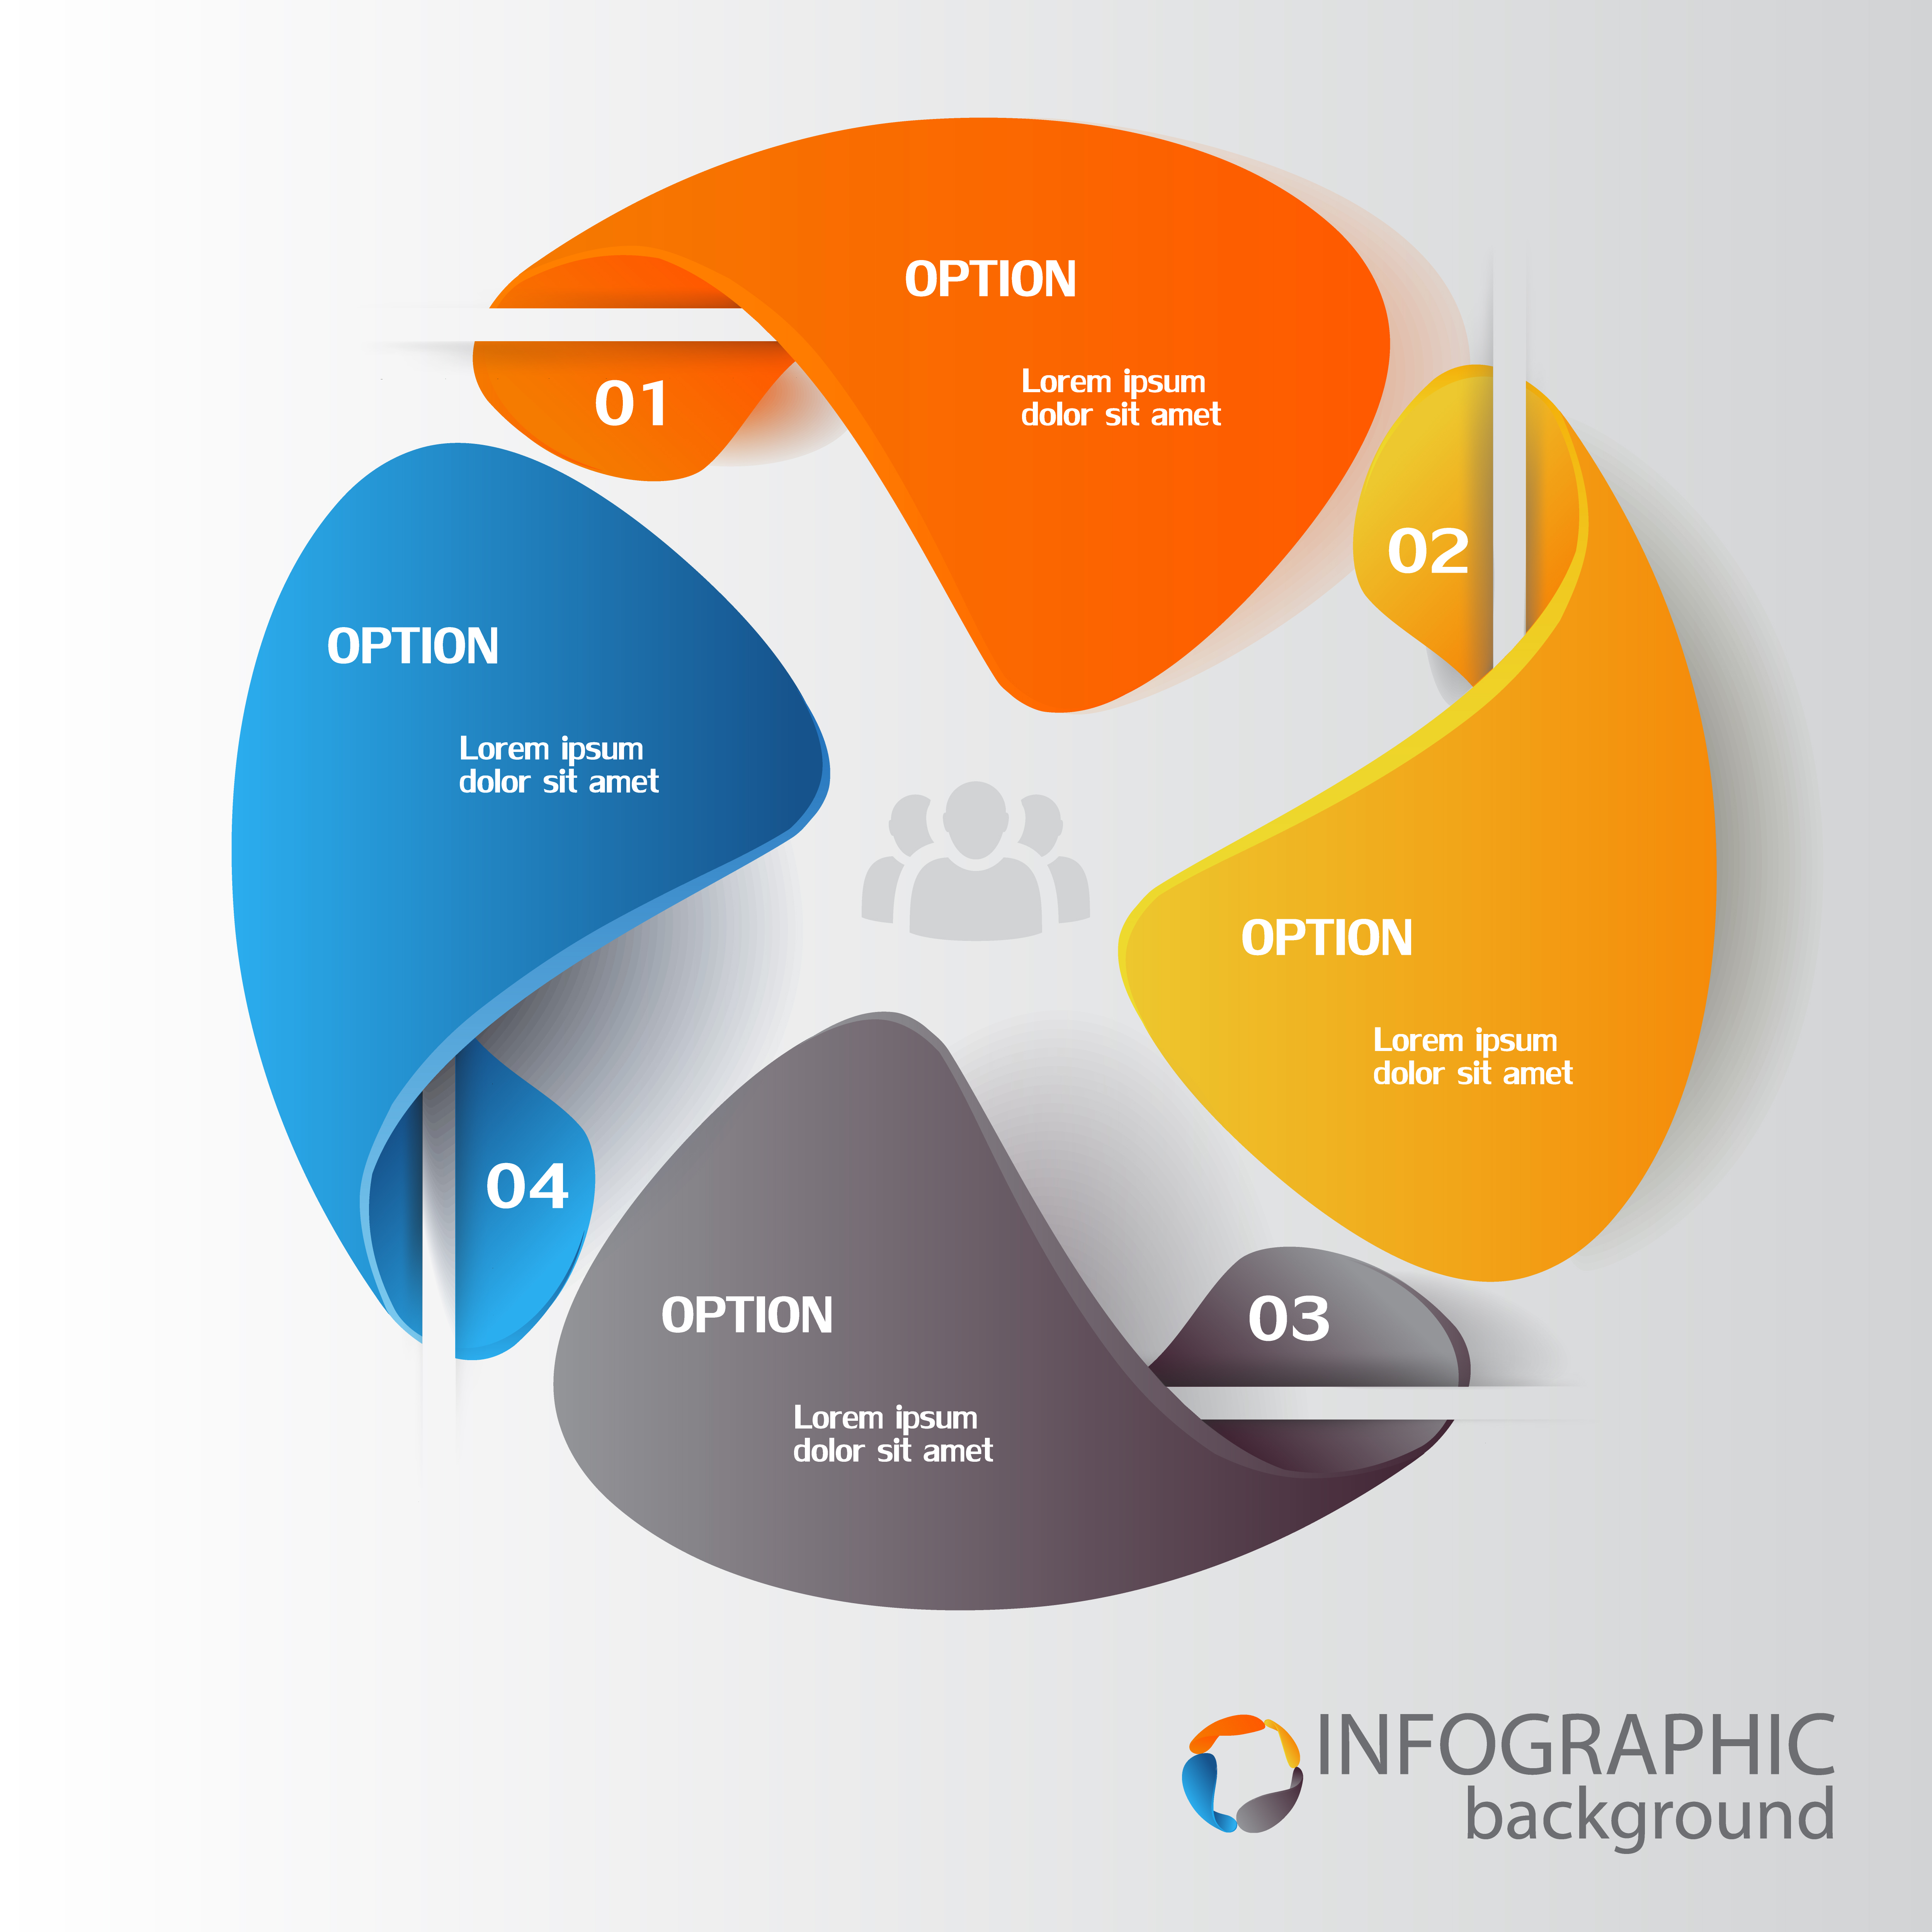 OPTION
Lorem ipsum
dolor sit amet
01
02
OPTION
Lorem ipsum
dolor sit amet
OPTION
Lorem ipsum
dolor sit amet
04
03
OPTION
Lorem ipsum
dolor sit amet
INFOGRAPHIC
background